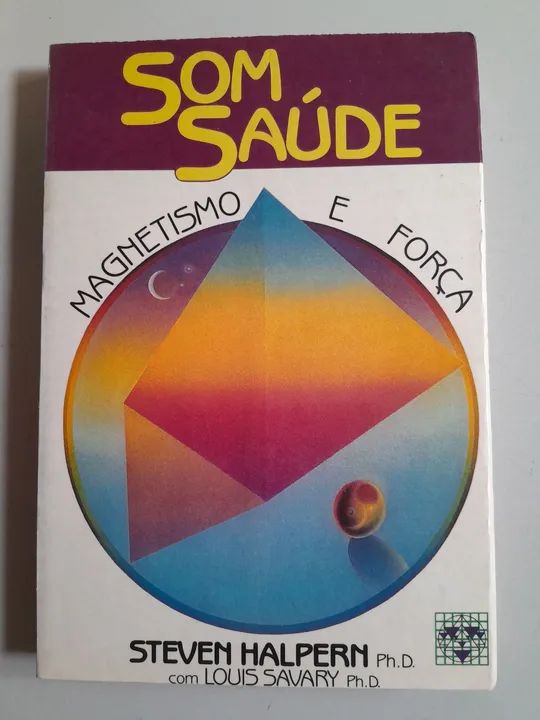 SOM
SAÚDE
MAGNETISMO E FORÇA
STEVEN HALPERN Ph.D.
com LOUIS SAVARY Ph.D.